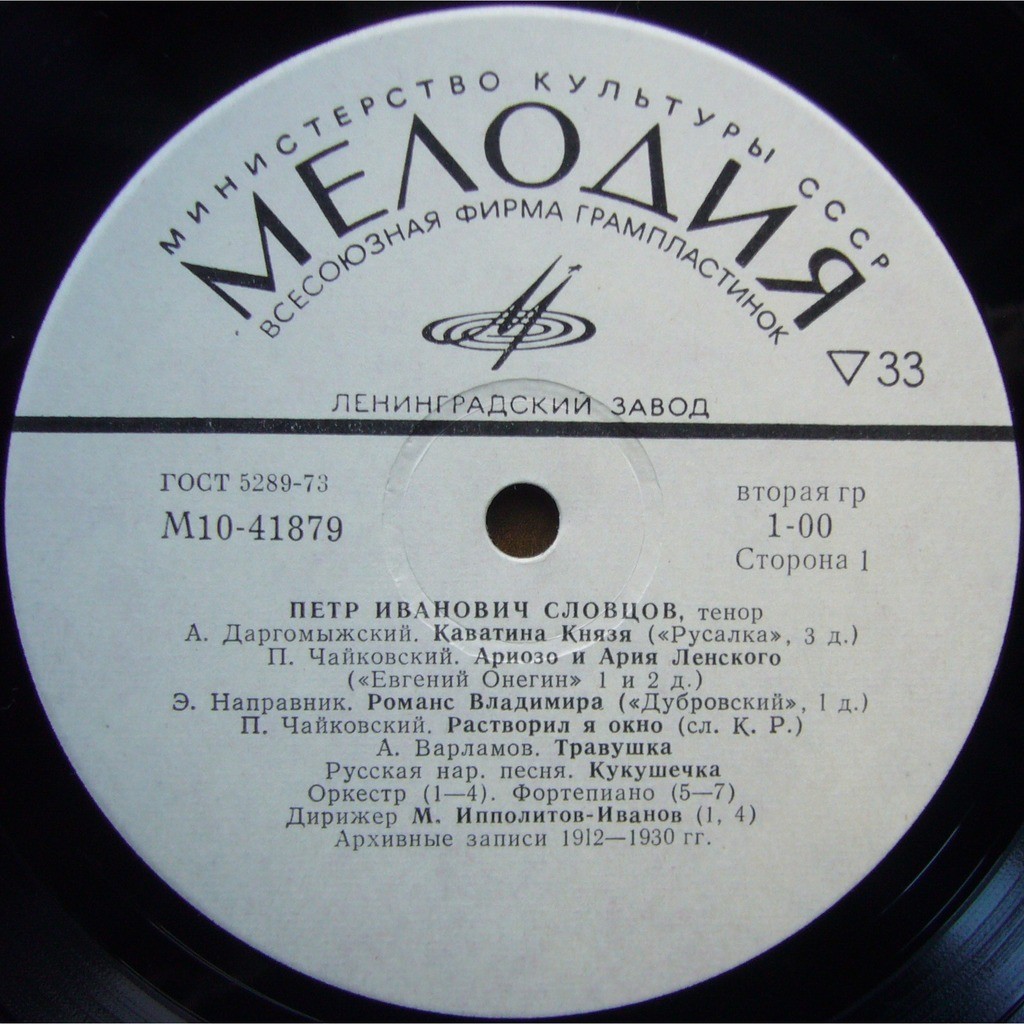 МИНИСТЕРСТВО КУЛЬТУРЫ СССР
МЕЛОДИЯ
ВСЕСОЮЗНАЯ ФИРМА ГРАМПЛАСТИНОК
▽33
ЛЕНИНГРАДСКИЙ ЗАВОД
ГОСТ 5289-73
М10-41879
вторая гр
1-00
Сторона 1
ПЕТР ИВАНОВИЧ СЛОВЦОВ, тенор
А. Даргомыжский. Каватина Князя («Русалка», 3 д.)
П. Чайковский. Ариозо и Ария Ленского
(«Евгений Онегин» 1 и 2 д.)
Э. Направник. Романс Владимира («Дубровский», 1 д.)
П. Чайковский. Растворил я окно (сл. К. Р.)
А. Варламов. Травушка
Русская нар. песня. Кукушечка
Оркестр (1—4). Фортепиано (5—7)
Дирижер М. Ипполитов-Иванов (1, 4)
Архивные записи 1912—1930 гг.